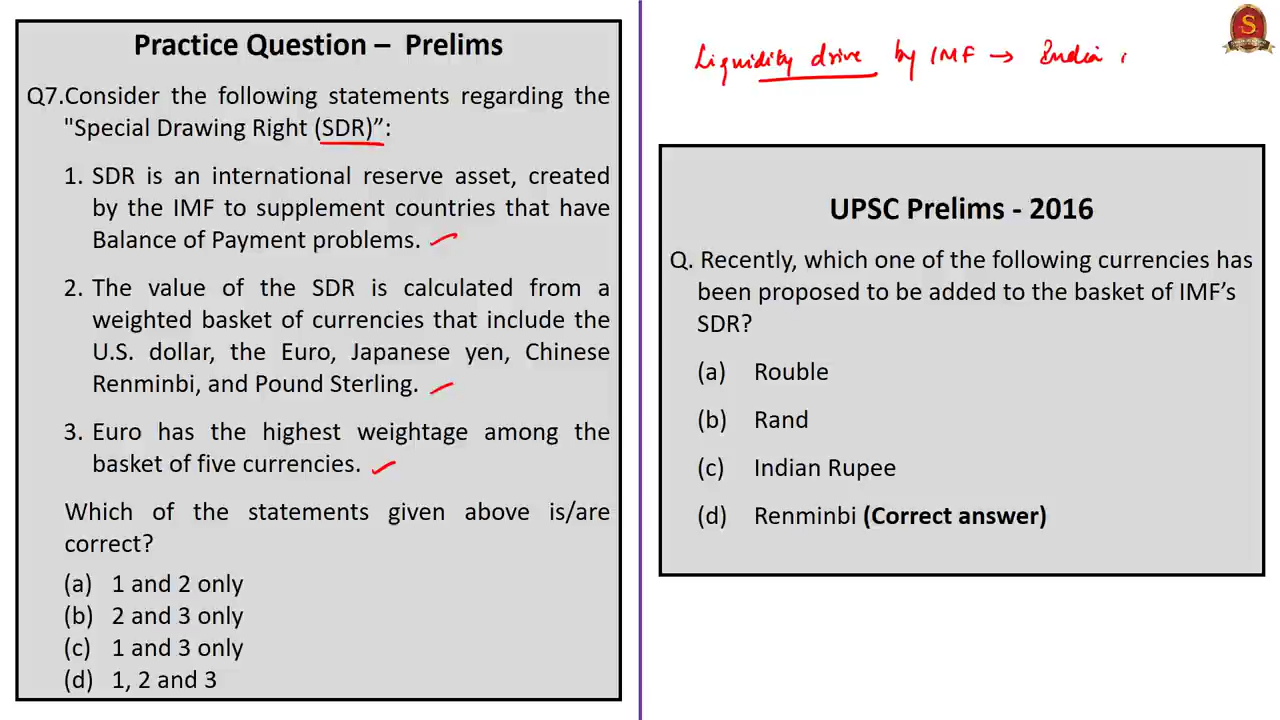 Practice Question – Prelims
Q7.Consider the following statements regarding the
"Special Drawing Right (SDR)”:
1. SDR is an international reserve asset, created
by the IMF to supplement countries that have
Balance of Payment problems.
2. The value of the SDR is calculated from a
weighted basket of currencies that include the
U.S. dollar, the Euro, Japanese yen, Chinese
Renminbi, and Pound Sterling.
3. Euro has the highest weightage among the
basket of five currencies.
Which of the statements given above is/are
correct?
(a) 1 and 2 only
(b) 2 and 3 only
(c) 1 and 3 only
(d) 1, 2 and 3
Liquidity drive by IMF → India
S
UPSC Prelims - 2016
Q. Recently, which one of the following currencies has
been proposed to be added to the basket of IMF’s
SDR?
(a) Rouble
(b) Rand
(c) Indian Rupee
(d) Renminbi (Correct answer)